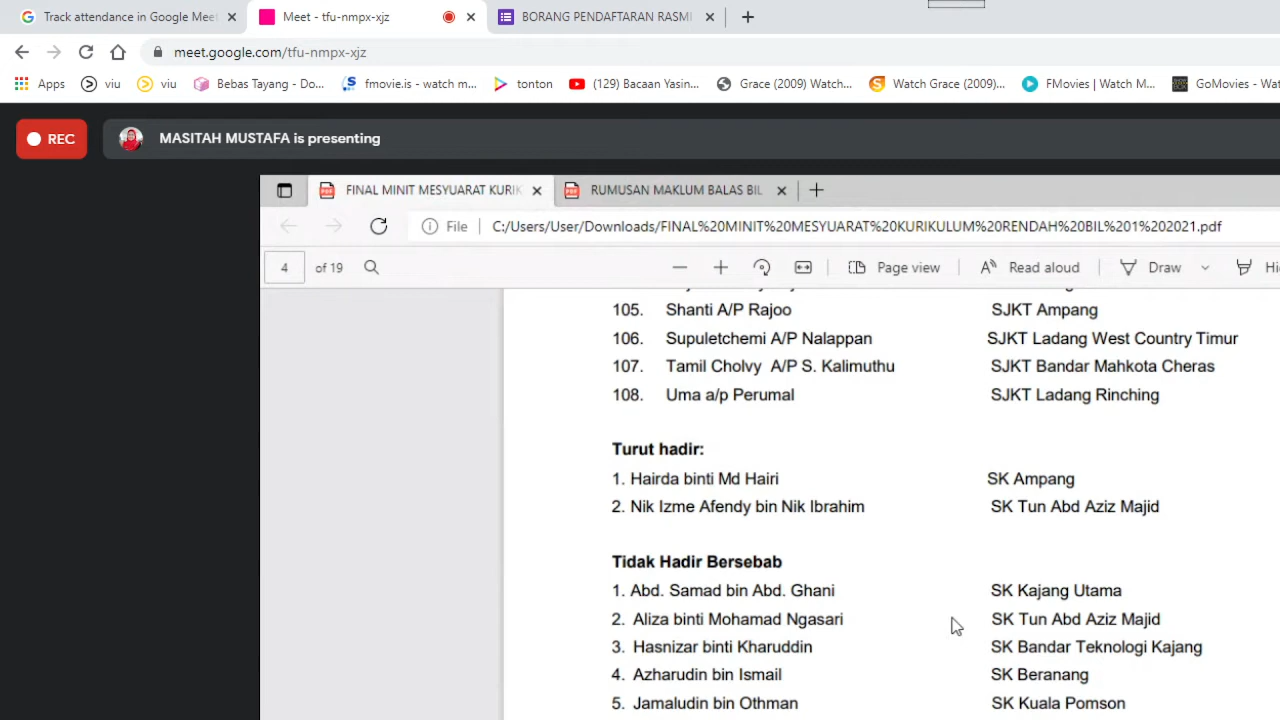 Track attendance in Google Meet
Meet - tfu-nmpx-xjz
BORANG PENDAFTARAN RASMI
meet.google.com/tfu-nmpx-xjz
Apps
viu
viu
Bebas Tayang - Do...
fmovie.is - watch m...
tonton
(129) Bacaan Yasin...
Grace (2009) Watch...
Watch Grace (2009)...
FMovies | Watch M...
GoMovies - Wat
REC
MASITAH MUSTAFA is presenting
FINAL MINIT MESYUARAT KURIK
RUMUSAN MAKLUM BALAS BIL
File
C:/Users/User/Downloads/FINAL%20MINIT%20MESYUARAT%20KURIKULUM%20RENDAH%20BIL%201%202021.pdf
4 of 19
Page view
Read aloud
Draw
105. Shanti A/P Rajoo SJKT Ampang
106. Supuletchemi A/P Nalappan SJKT Ladang West Country Timur
107. Tamil Cholvy A/P S. Kalimuthu SJKT Bandar Mahkota Cheras
108. Uma a/p Perumal SJKT Ladang Rinching
Turut hadir:
1. Hairda binti Md Hairi SK Ampang
2. Nik Izme Afendy bin Nik Ibrahim SK Tun Abd Aziz Majid
Tidak Hadir Bersebab
1. Abd. Samad bin Abd. Ghani SK Kajang Utama
2. Aliza binti Mohamad Ngasari SK Tun Abd Aziz Majid
3. Hasnizar binti Kharuddin SK Bandar Teknologi Kajang
4. Azharudin bin Ismail SK Beranang
5. Jamaludin bin Othman SK Kuala Pomson